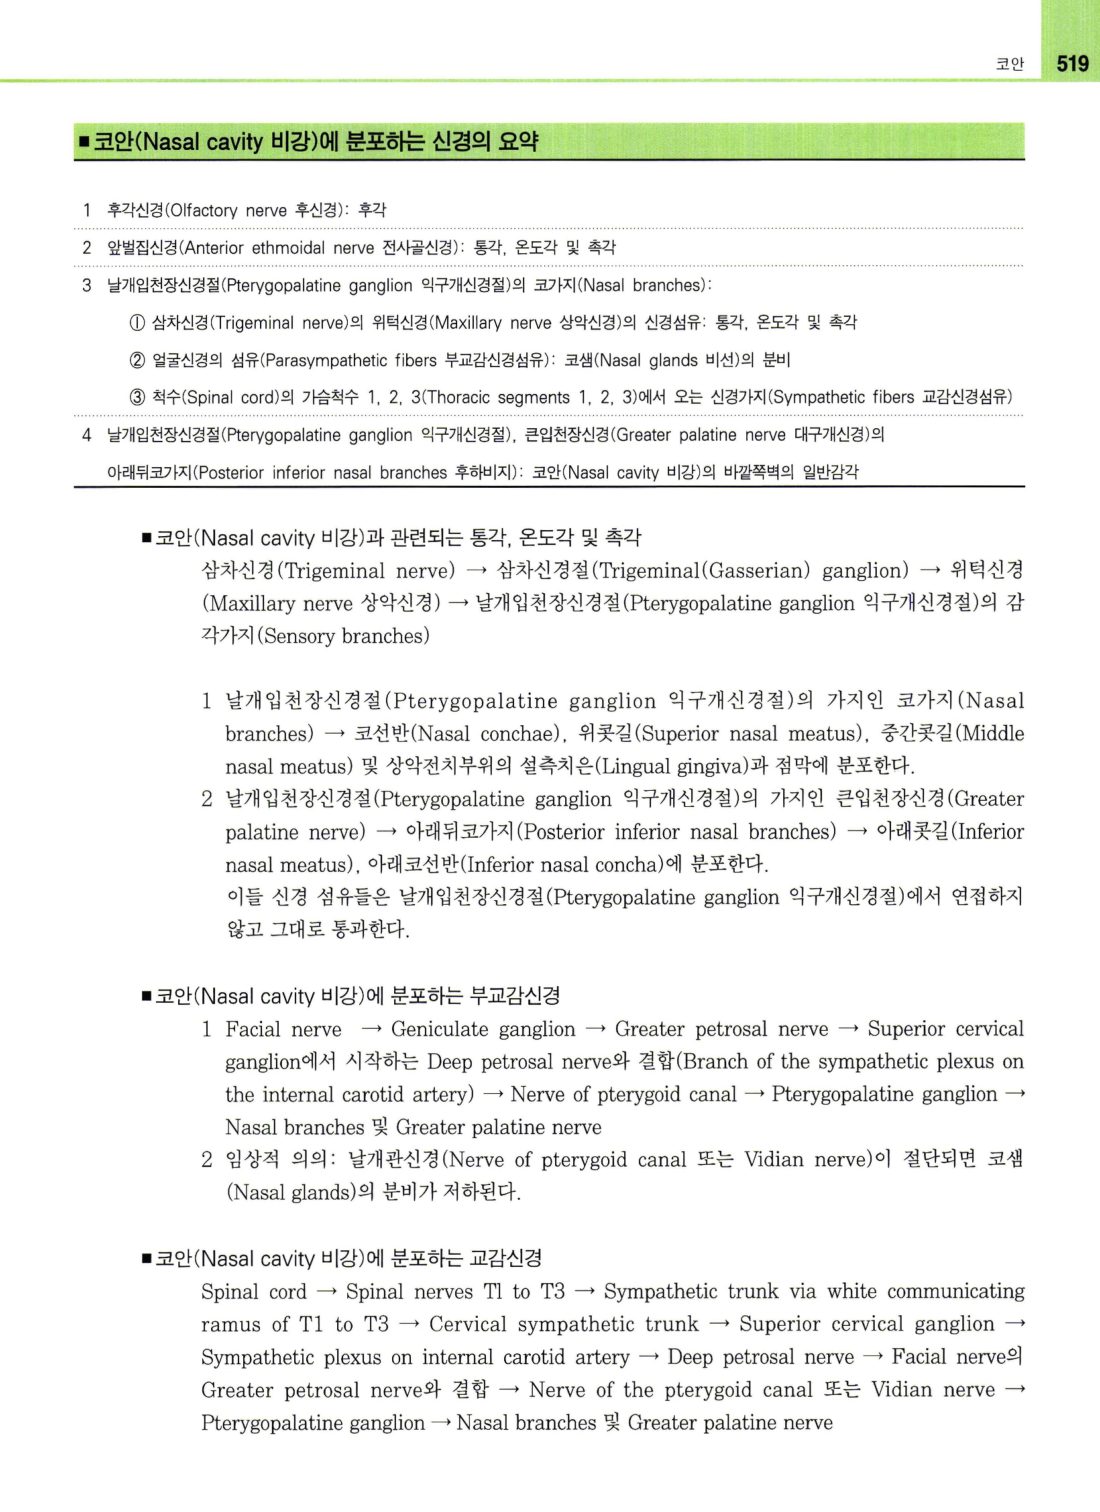 코안
519
■ 코안(Nasal cavity 비강)에 분포하는 신경의 요약
1 후각신경(Olfactory nerve 후신경): 후각
2 앞벌집신경(Anterior ethmoidal nerve 전사골신경): 통각, 온도각 및 촉각
3 날개입천장신경절(Pterygopalatine ganglion 익구개신경절)의 코가지(Nasal branches):
① 삼차신경(Trigeminal nerve)의 위턱신경(Maxillary nerve 상악신경)의 신경섬유: 통각, 온도각 및 촉각
② 얼굴신경의 섬유(Parasympathetic fibers 부교감신경섬유): 코샘(Nasal glands 비선)의 분비
③ 척수(Spinal cord)의 가슴척수 1, 2, 3(Thoracic segments 1, 2, 3)에서 오는 신경가지(Sympathetic fibers 교감신경섬유)
4 날개입천장신경절(Pterygopalatine ganglion 익구개신경절), 큰입천장신경(Greater palatine nerve 대구개신경)의
아래뒤코가지(Posterior inferior nasal branches 후하비지): 코안(Nasal cavity 비강)의 바깥쪽벽의 일반감각
■ 코안(Nasal cavity 비강)과 관련되는 통각, 온도각 및 촉각
삼차신경(Trigeminal nerve) → 삼차신경절(Trigeminal(Gasserian) ganglion) → 위턱신경
(Maxillary nerve 상악신경) → 날개입천장신경절(Pterygopalatine ganglion 익구개신경절)의 감
각가지(Sensory branches)
1 날개입천장신경절(Pterygopalatine ganglion 익구개신경절)의 가지인 코가지(Nasal
branches) → 코선반(Nasal conchae), 위콧길(Superior nasal meatus), 중간콧길(Middle
nasal meatus) 및 상악전치부위의 설측치은(Lingual gingiva)과 점막에 분포한다.
2 날개입천장신경절(Pterygopalatine ganglion 익구개신경절)의 가지인 큰입천장신경(Greater
palatine nerve) → 아래뒤코가지(Posterior inferior nasal branches) → 아래콧길(Inferior
nasal meatus), 아래코선반(Inferior nasal concha)에 분포한다.
이들 신경 섬유들은 날개입천장신경절(Pterygopalatine ganglion 익구개신경절)에서 연접하지
않고 그대로 통과한다.
■ 코안(Nasal cavity 비강)에 분포하는 부교감신경
1 Facial nerve → Geniculate ganglion → Greater petrosal nerve → Superior cervical
ganglion에서 시작하는 Deep petrosal nerve와 결합(Branch of the sympathetic plexus on
the internal carotid artery) → Nerve of pterygoid canal → Pterygopalatine ganglion →
Nasal branches 및 Greater palatine nerve
2 임상적 의의: 날개관신경(Nerve of pterygoid canal 또는 Vidian nerve)이 절단되면 코샘
(Nasal glands)의 분비가 저하된다.
■ 코안(Nasal cavity 비강)에 분포하는 교감신경
Spinal cord → Spinal nerves T1 to T3 → Sympathetic trunk via white communicating
ramus of T1 to T3 → Cervical sympathetic trunk → Superior cervical ganglion →
Sympathetic plexus on internal carotid artery → Deep petrosal nerve → Facial nerve의
Greater petrosal nerve와 결합 → Nerve of the pterygoid canal 또는 Vidian nerve →
Pterygopalatine ganglion → Nasal branches 및 Greater palatine nerve